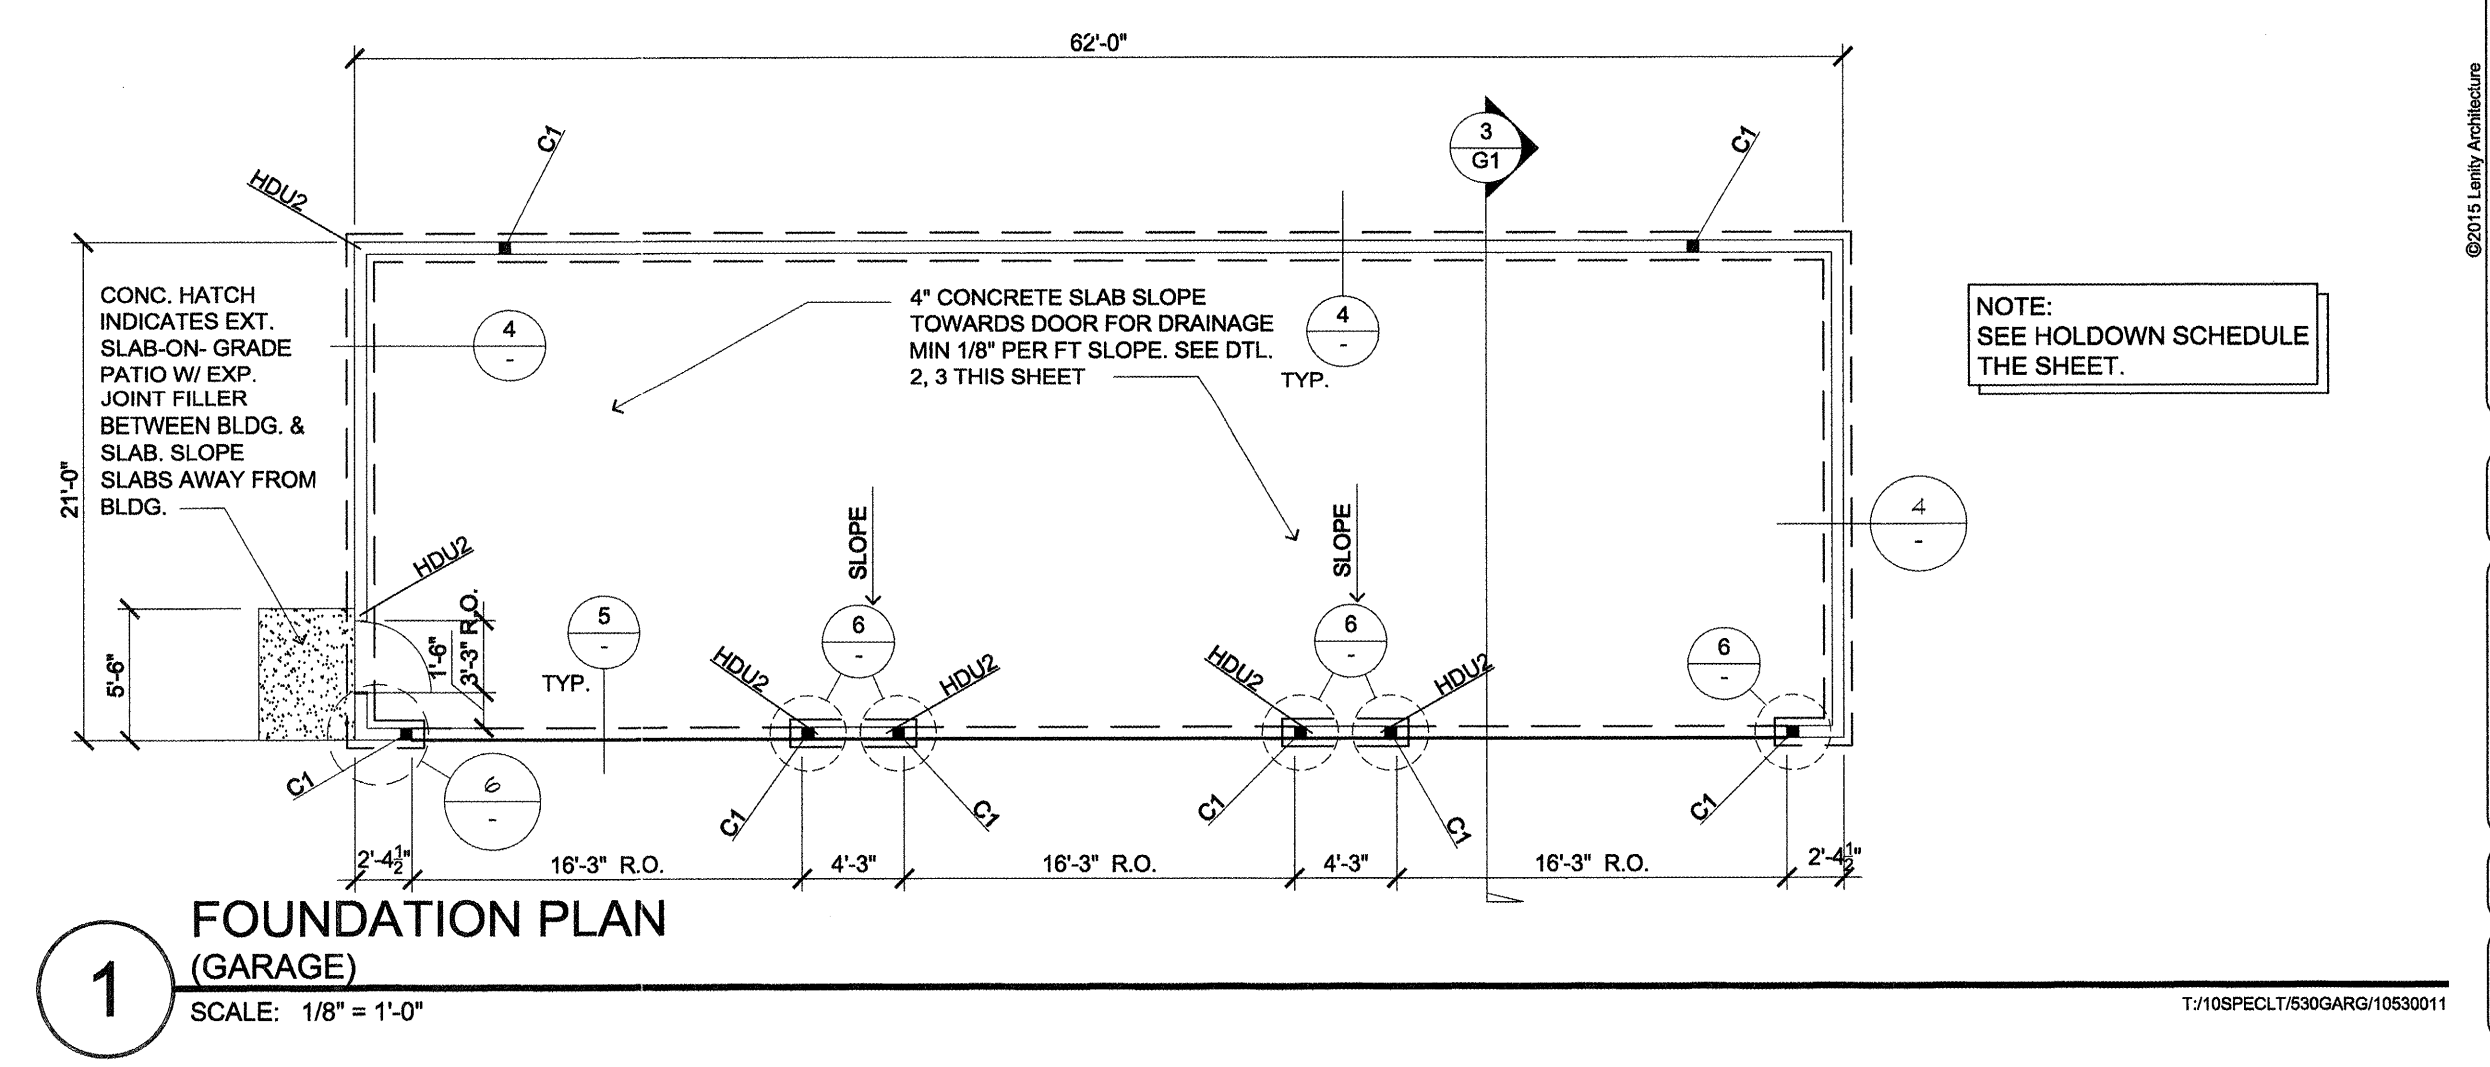 62'-0"
©2015 Lenity Architecture
C1
3
G1
C1
HDU2
CONC. HATCH
INDICATES EXT.
SLAB-ON- GRADE
PATIO W/ EXP.
JOINT FILLER
BETWEEN BLDG. &
SLAB. SLOPE
SLABS AWAY FROM
BLDG.
4
-
4" CONCRETE SLAB SLOPE
TOWARDS DOOR FOR DRAINAGE
MIN 1/8" PER FT SLOPE. SEE DTL.
2, 3 THIS SHEET
4
-
TYP.
NOTE:
SEE HOLDOWN SCHEDULE
THE SHEET.
21'-0"
4
-
SLOPE
SLOPE
HDU2
5'-6"
1'-6"
3'-3" R.O.
5
-
TYP.
6
-
6
-
6
-
HDU2
HDU2
HDU2
HDU2
C1
6
-
C1
C1
C1
C1
C1
2'-4½"
16'-3" R.O.
4'-3"
16'-3" R.O.
4'-3"
16'-3" R.O.
2'-4½"
1
FOUNDATION PLAN
(GARAGE)
SCALE: 1/8" = 1'-0"
T:/10SPECLT/530GARG/10530011